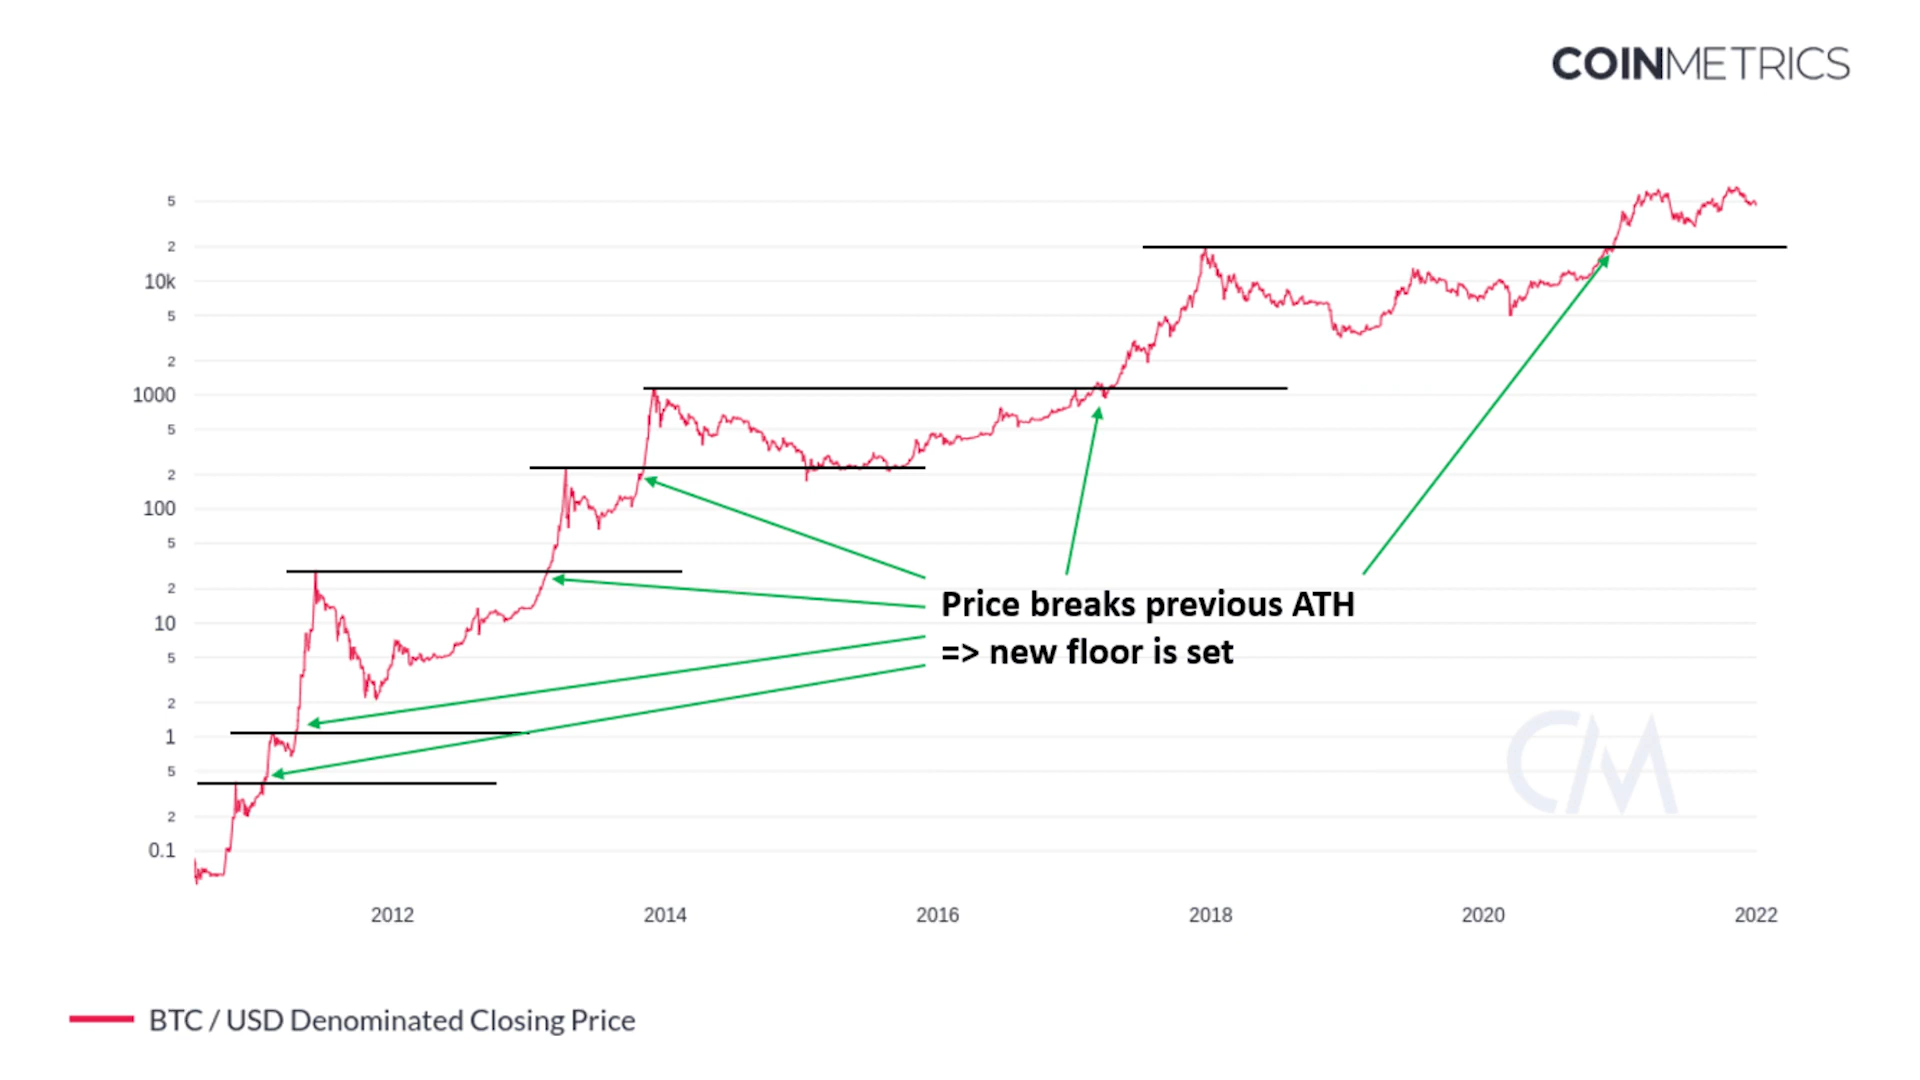 COINMETRICS
5
2
10k
5
2
1000
5
2
100
5
2
10
5
2
1
5
2
0.1
Price breaks previous ATH
=> new floor is set
CM
2012 2014 2016 2018 2020 2022
BTC / USD Denominated Closing Price